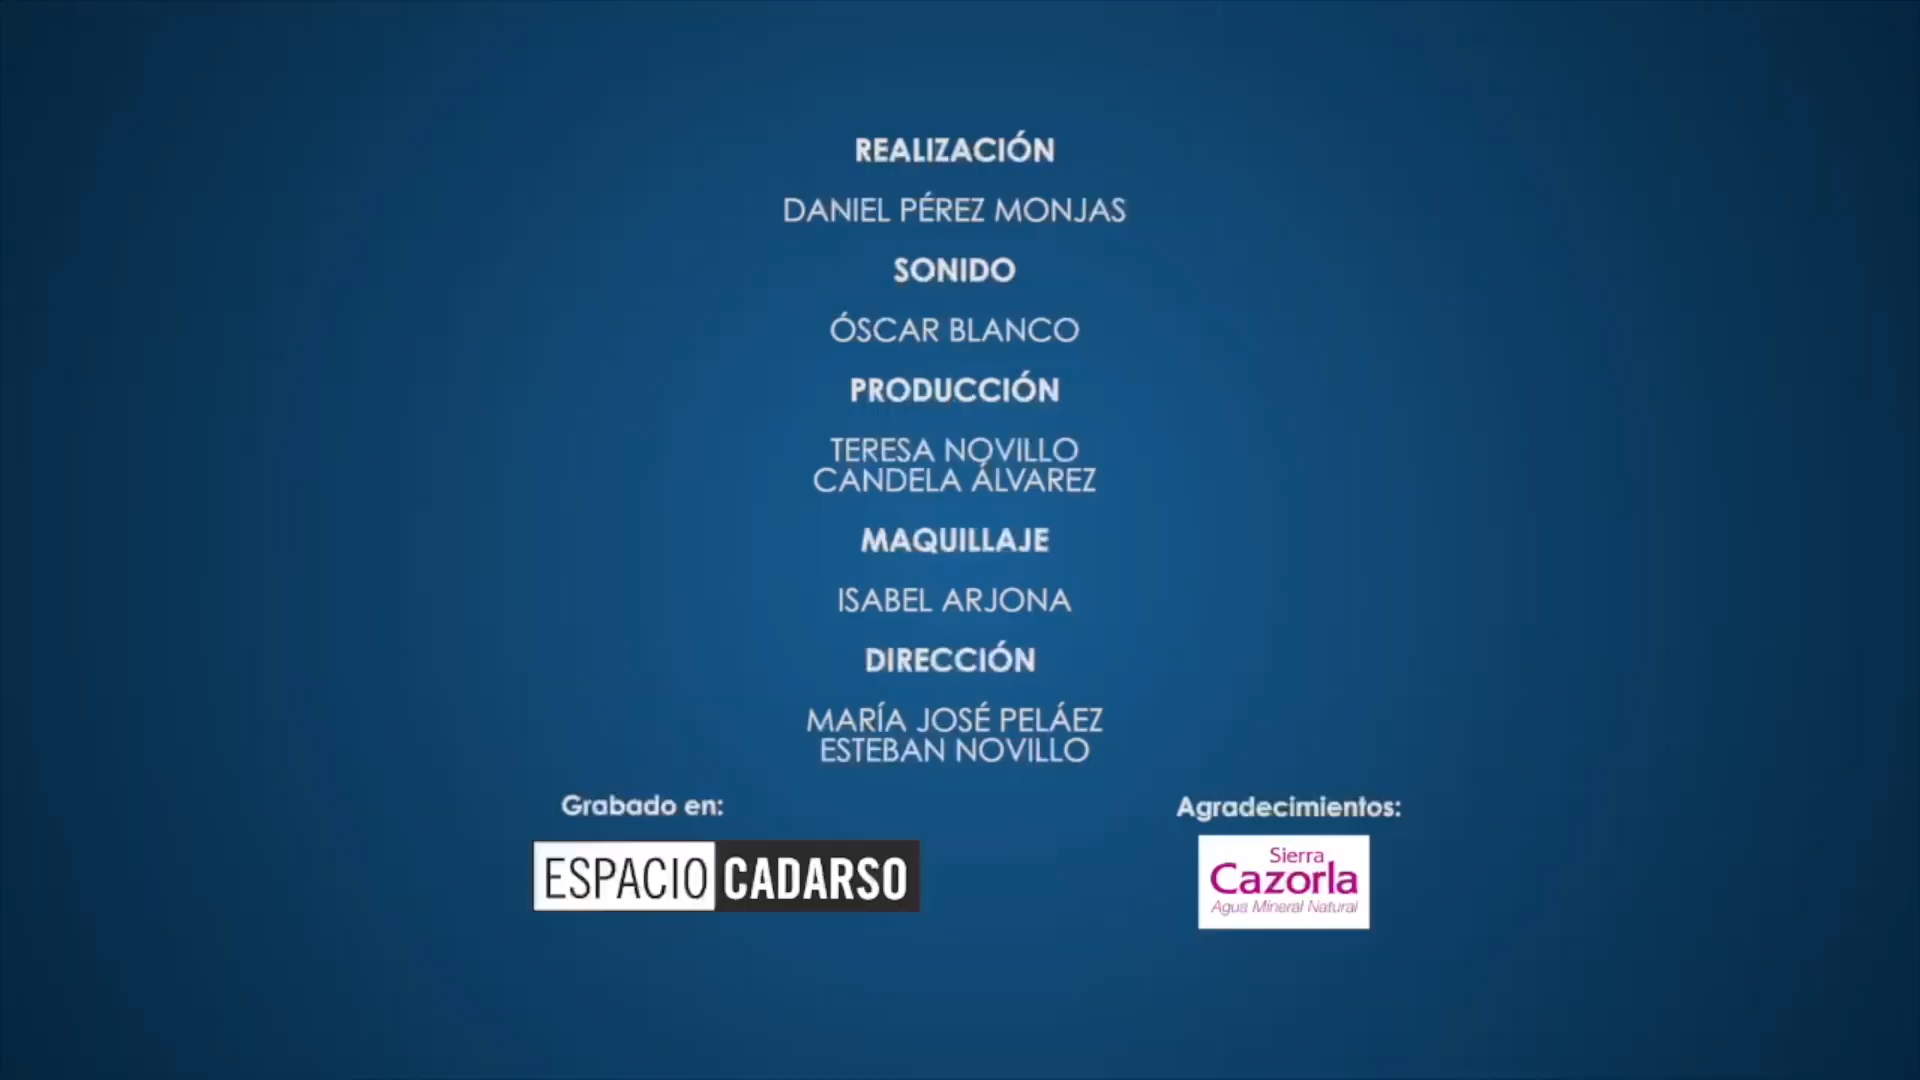 REALIZACIÓN
DANIEL PÉREZ MONJAS
SONIDO
ÓSCAR BLANCO
PRODUCCIÓN
TERESA NOVILLO
CANDELA ÁLVAREZ
MAQUILLAJE
ISABEL ARJONA
DIRECCIÓN
MARÍA JOSÉ PELÁEZ
ESTEBAN NOVILLO
Grabado en:
ESPACIO CADARSO
Agradecimientos:
Sierra
Cazorla
Agua Mineral Natural